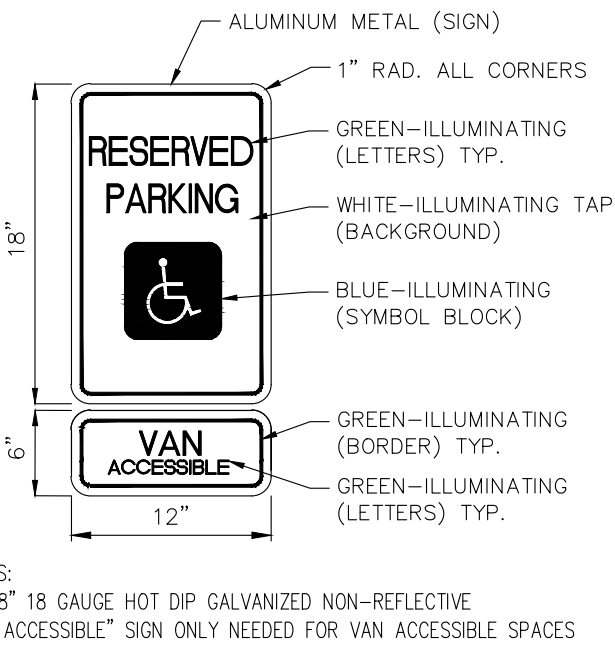 ALUMINUM METAL (SIGN)
1” RAD. ALL CORNERS
RESERVED
PARKING
GREEN–ILLUMINATING
(LETTERS) TYP.
WHITE–ILLUMINATING TAP
(BACKGROUND)
18”
BLUE–ILLUMINATING
(SYMBOL BLOCK)
VAN
ACCESSIBLE
GREEN–ILLUMINATING
(BORDER) TYP.
6”
GREEN–ILLUMINATING
(LETTERS) TYP.
12”
S:
8” 18 GAUGE HOT DIP GALVANIZED NON–REFLECTIVE
ACCESSIBLE” SIGN ONLY NEEDED FOR VAN ACCESSIBLE SPACES